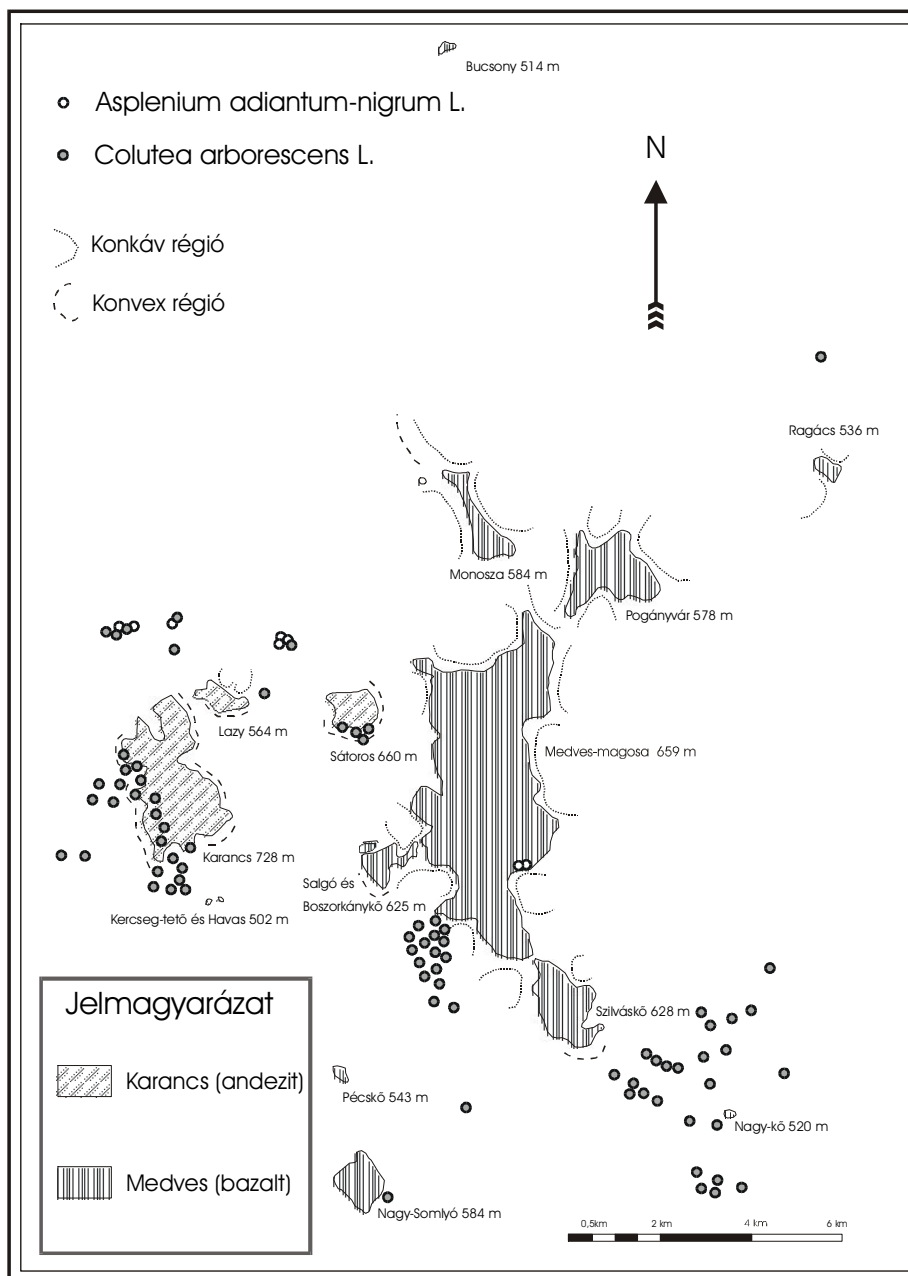 Bucsony 514 m
Asplenium adiantum-nigrum L.
Colutea arborescens L.
N
Konkáv régió
Konvex régió
Ragács 536 m
Monosza 584 m
Pogányvár 578 m
Lazy 564 m
Sátoros 660 m
Medves-magosa 659 m
Karancs 728 m
Salgó és
Boszorkánykő 625 m
Kercseg-tető és Havas 502 m
Jelmagyarázat
Szilváskő 628 m
Karancs (andezit)
Pécskő 543 m
Nagy-kő 520 m
Medves (bazalt)
Nagy-Somlyó 584 m
0,5km 2 km 4 km 6 km